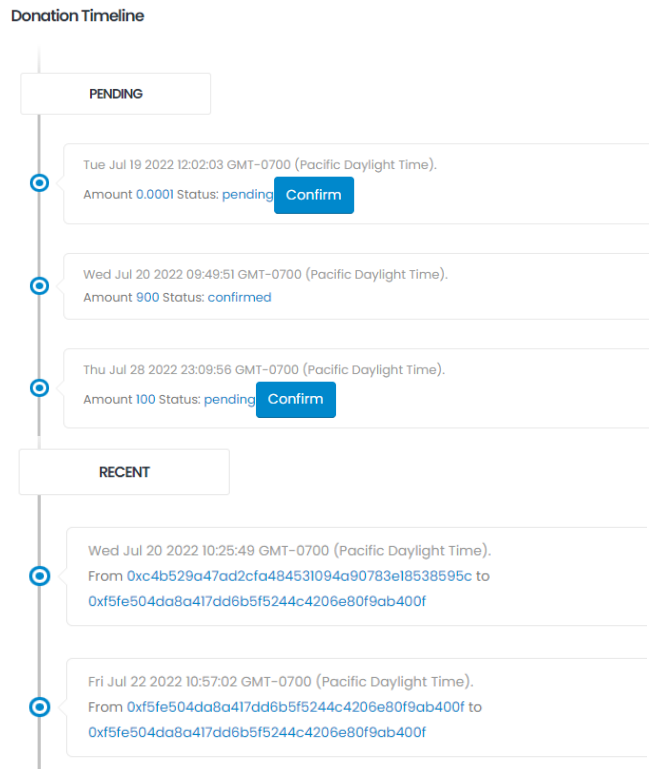 Donation Timeline
PENDING
Tue Jul 19 2022 12:02:03 GMT-0700 (Pacific Daylight Time).
Amount 0.0001 Status: pending Confirm
Wed Jul 20 2022 09:49:51 GMT-0700 (Pacific Daylight Time).
Amount 900 Status: confirmed
Thu Jul 28 2022 23:09:56 GMT-0700 (Pacific Daylight Time).
Amount 100 Status: pending Confirm
RECENT
Wed Jul 20 2022 10:25:49 GMT-0700 (Pacific Daylight Time).
From 0xc4b529a47ad2cfa484531094a90783e18538595c to
0xf5fe504da8a417dd6b5f5244c4206e80f9ab400f
Fri Jul 22 2022 10:57:02 GMT-0700 (Pacific Daylight Time).
From 0xf5fe504da8a417dd6b5f5244c4206e80f9ab400f to
0xf5fe504da8a417dd6b5f5244c4206e80f9ab400f